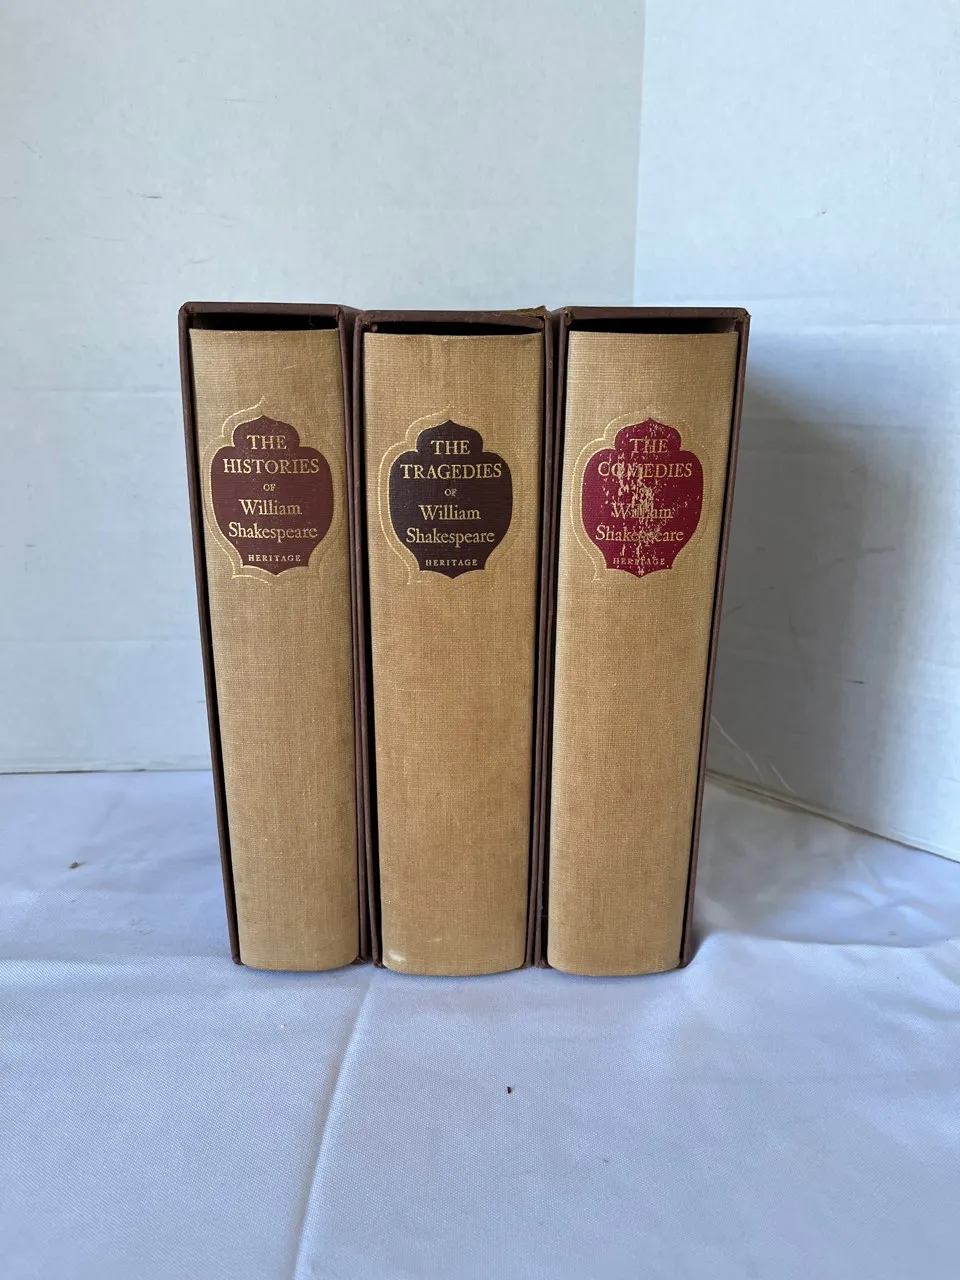 THE
HISTORIES
OF
William
Shakespeare
HERITAGE
THE
TRAGEDIES
OF
William
Shakespeare
HERITAGE
THE
COMEDIES
William
Shakespeare
HERITAGE